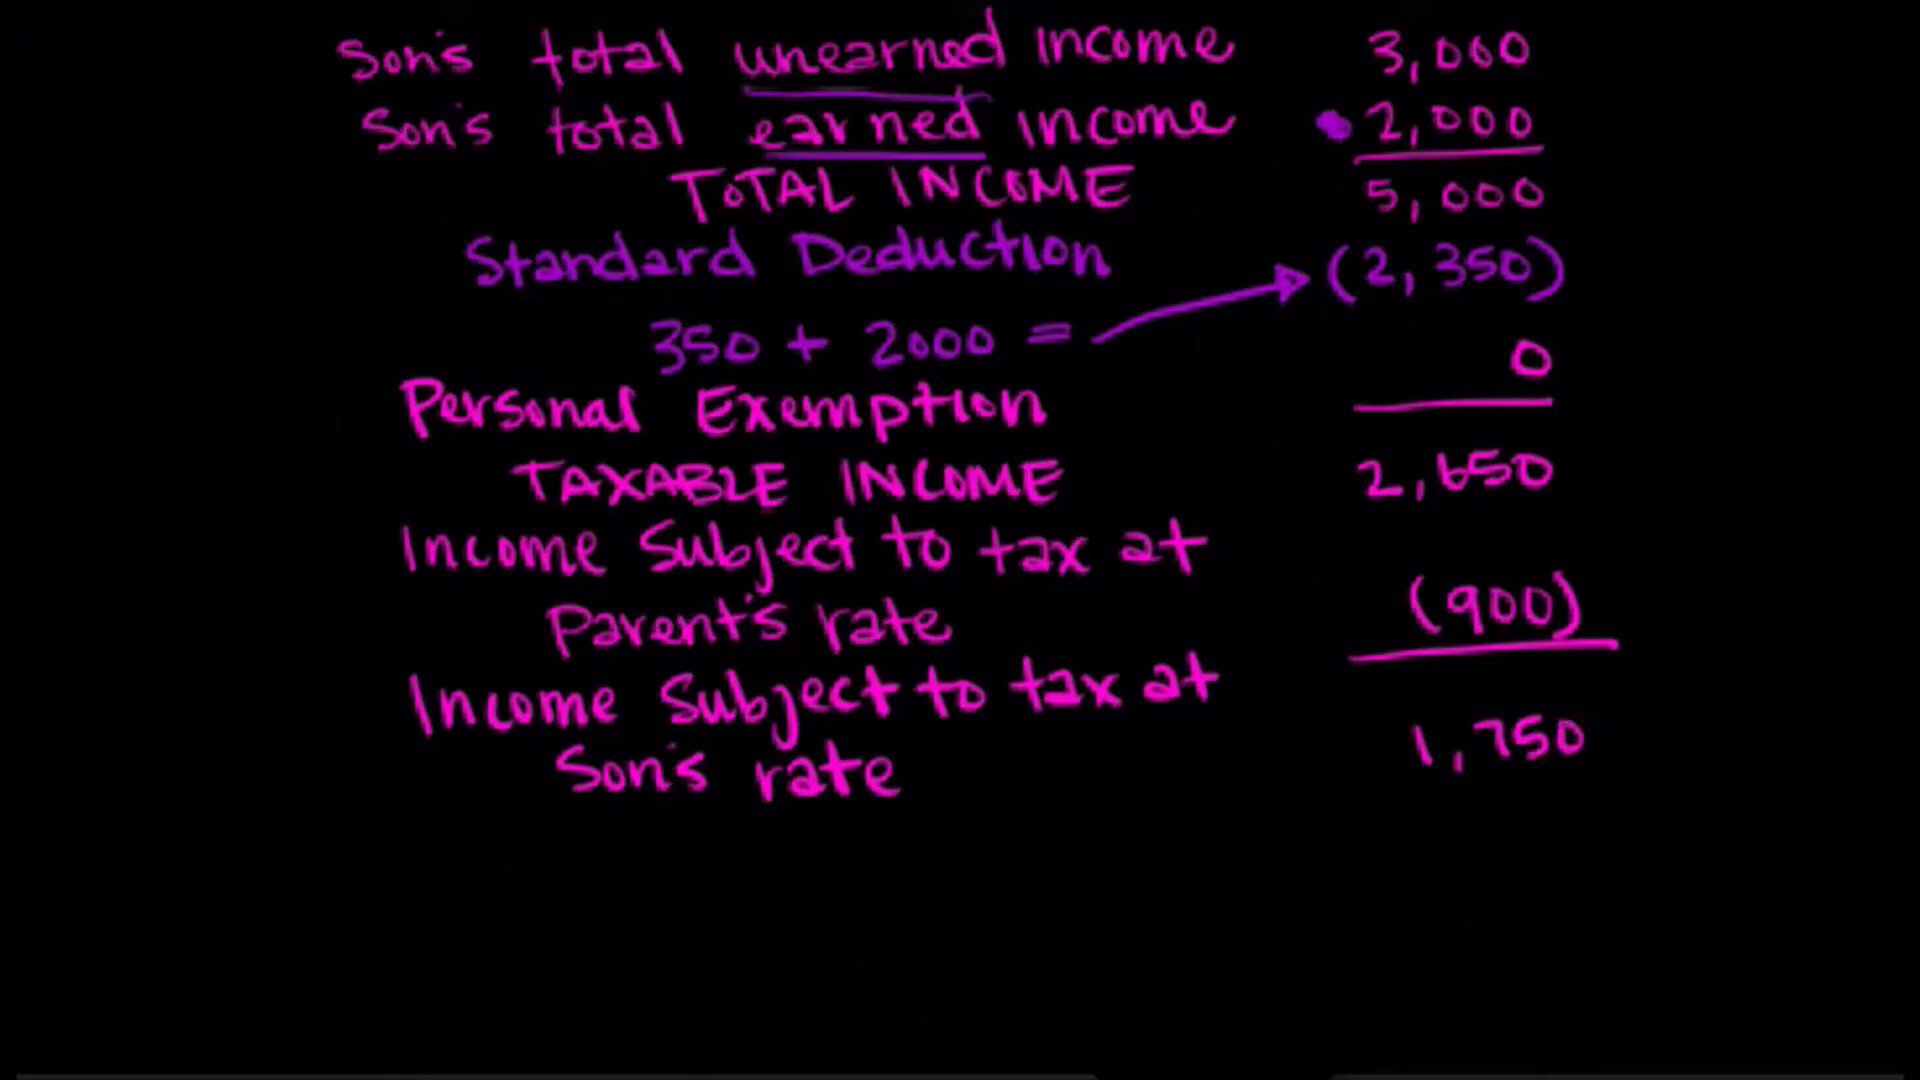 Son's total unearned income 3,000
Son's total earned income 2,000
TOTAL INCOME 5,000
Standard Deduction (2,350)
350 + 2000 =
0
Personal Exemption
TAXABLE INCOME 2,650
Income subject to tax at
Parent's rate (900)
Income subject to tax at
Son's rate 1,750